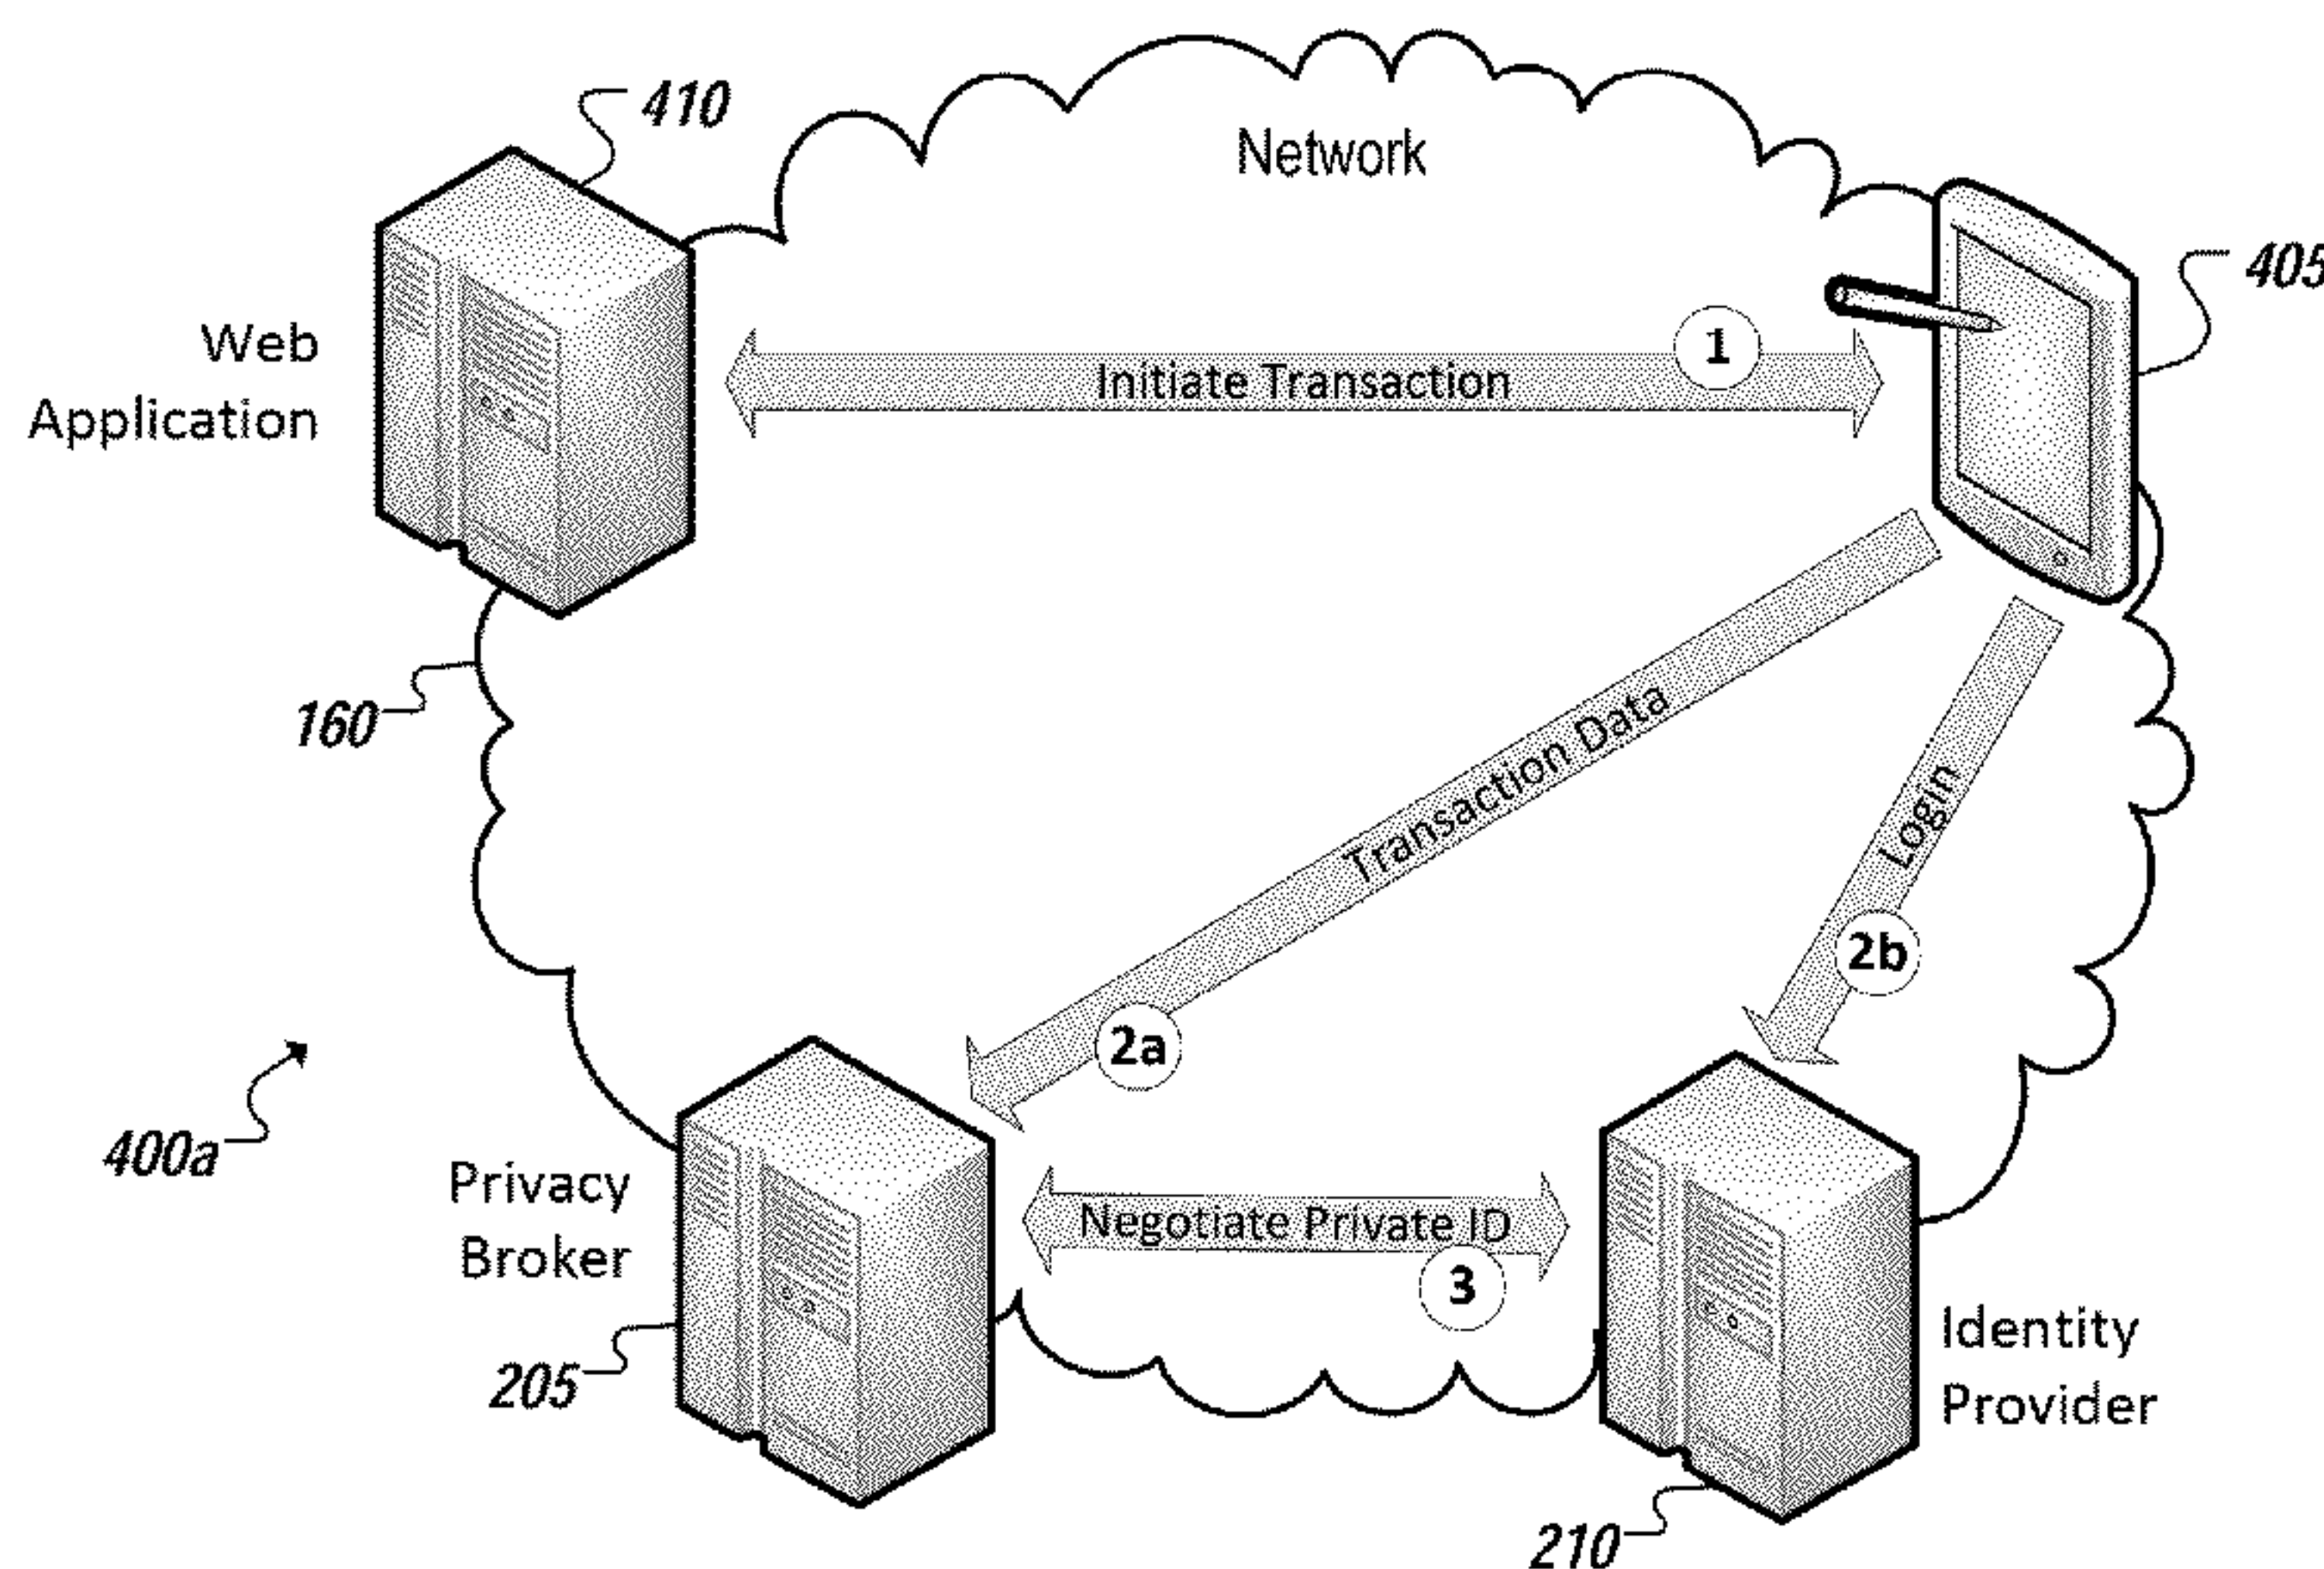 410
Network
405
Web
Application
1
Initiate Transaction
160
Transaction Data
Login
2b
2a
400a
Privacy
Broker
Negotiate Private ID
3
205
Identity
Provider
210